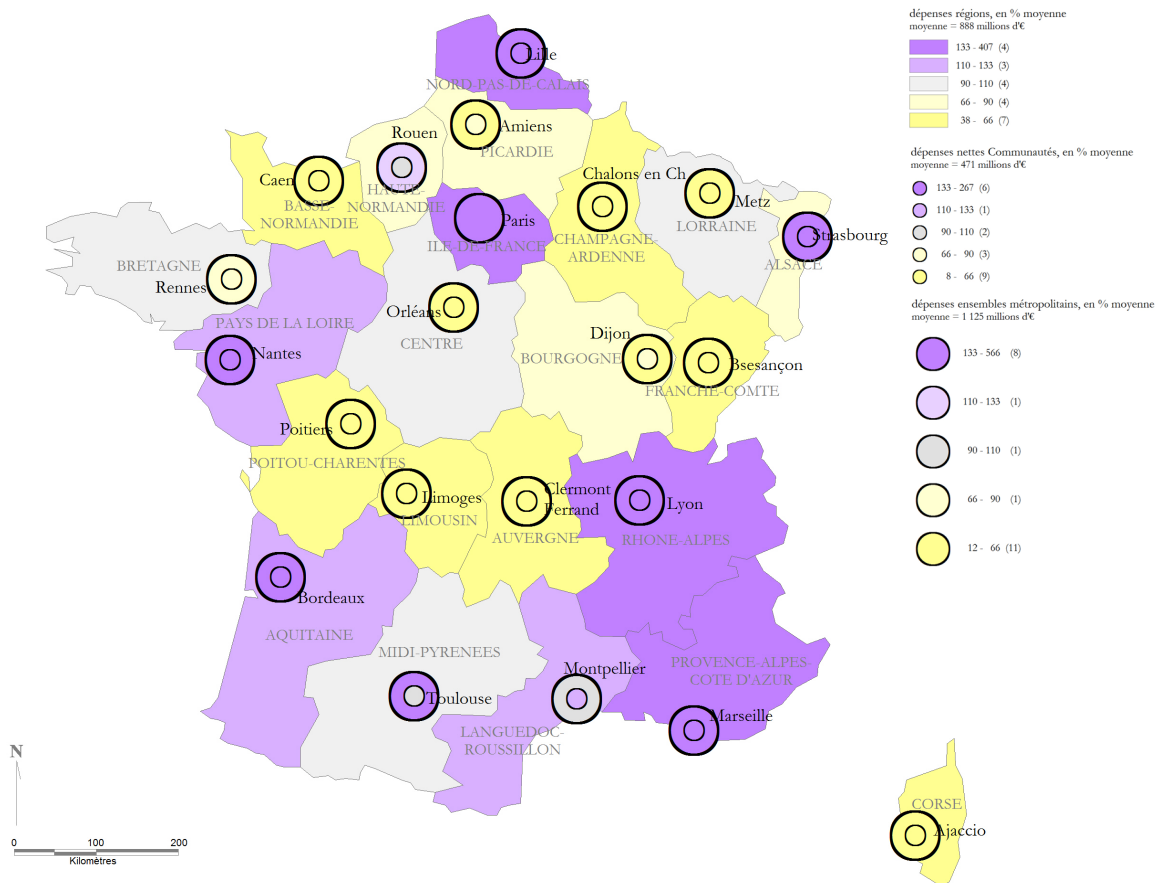 dépenses régions, en % moyenne
moyenne = 888 millions d'€
133 - 407 (4)
110 - 133 (3)
90 - 110 (4)
66 - 90 (4)
38 - 66 (7)
dépenses nettes Communautés, en % moyenne
moyenne = 471 millions d'€
133 - 267 (6)
110 - 133 (1)
90 - 110 (2)
66 - 90 (3)
8 - 66 (9)
dépenses ensembles métropolitains, en % moyenne
moyenne = 1 125 millions d'€
133 - 566 (8)
110 - 133 (1)
90 - 110 (1)
66 - 90 (1)
12 - 66 (11)
Lille
NORD-PAS-DE-CALAIS
Amiens
PICARDIE
Rouen
HAUTE-
NORMANDIE
Caen
BASSE-
NORMANDIE
Paris
ILE-DE-FRANCE
Chalons en Ch
CHAMPAGNE-
ARDENNE
Metz
LORRAINE
Strasbourg
ALSACE
BRETAGNE
Rennes
PAYS DE LA LOIRE
Nantes
Orléans
CENTRE
Dijon
BOURGOGNE
Bsesançon
FRANCHE-COMTE
Poitiers
POITOU-CHARENTES
Limoges
LIMOUSIN
Clermont
Ferrand
AUVERGNE
Lyon
RHONE-ALPES
Bordeaux
AQUITAINE
MIDI-PYRENEES
Toulouse
Montpellier
LANGUEDOC-
ROUSSILLON
PROVENCE-ALPES-
COTE D'AZUR
Marseille
CORSE
Ajaccio
N
0 100 200
Kilomètres